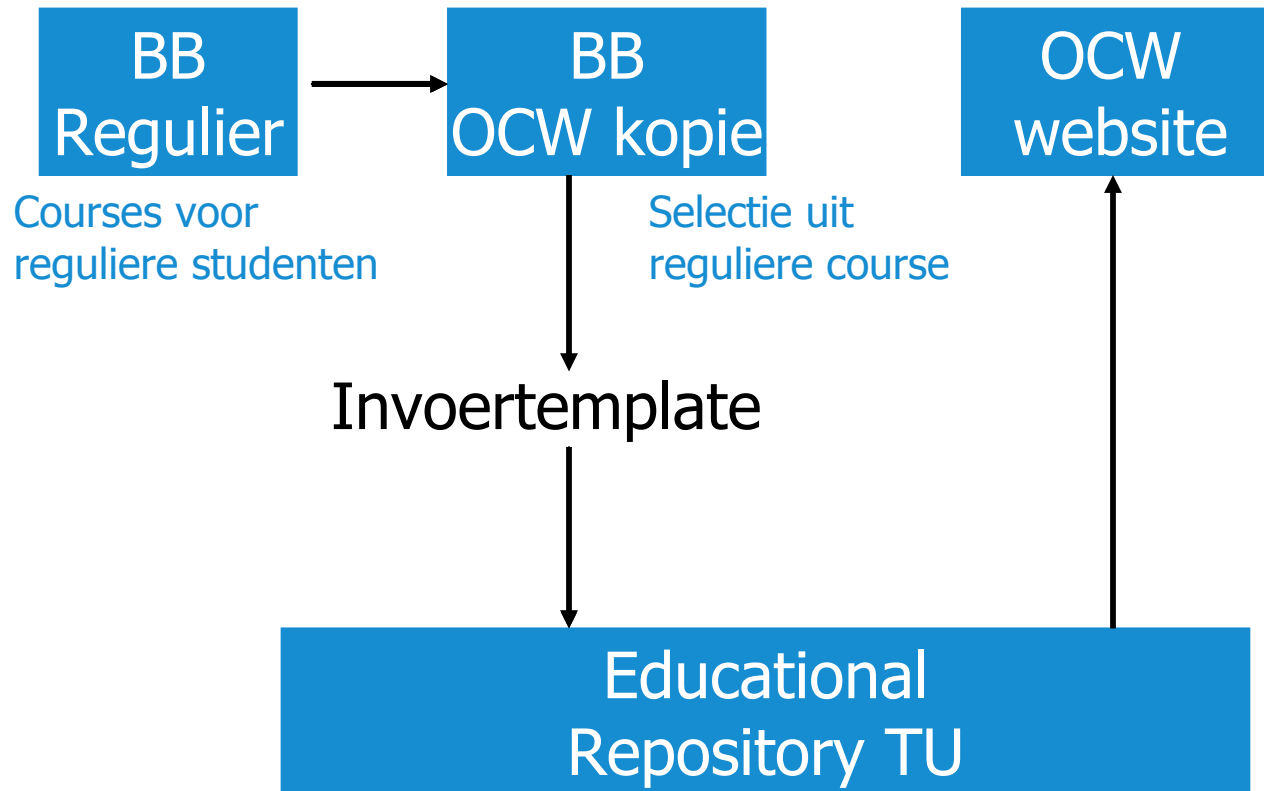 BB
Regulier
BB
OCW kopie
OCW
website
Courses voor
reguliere studenten
Selectie uit
reguliere course
Invoertemplate
Educational
Repository TU